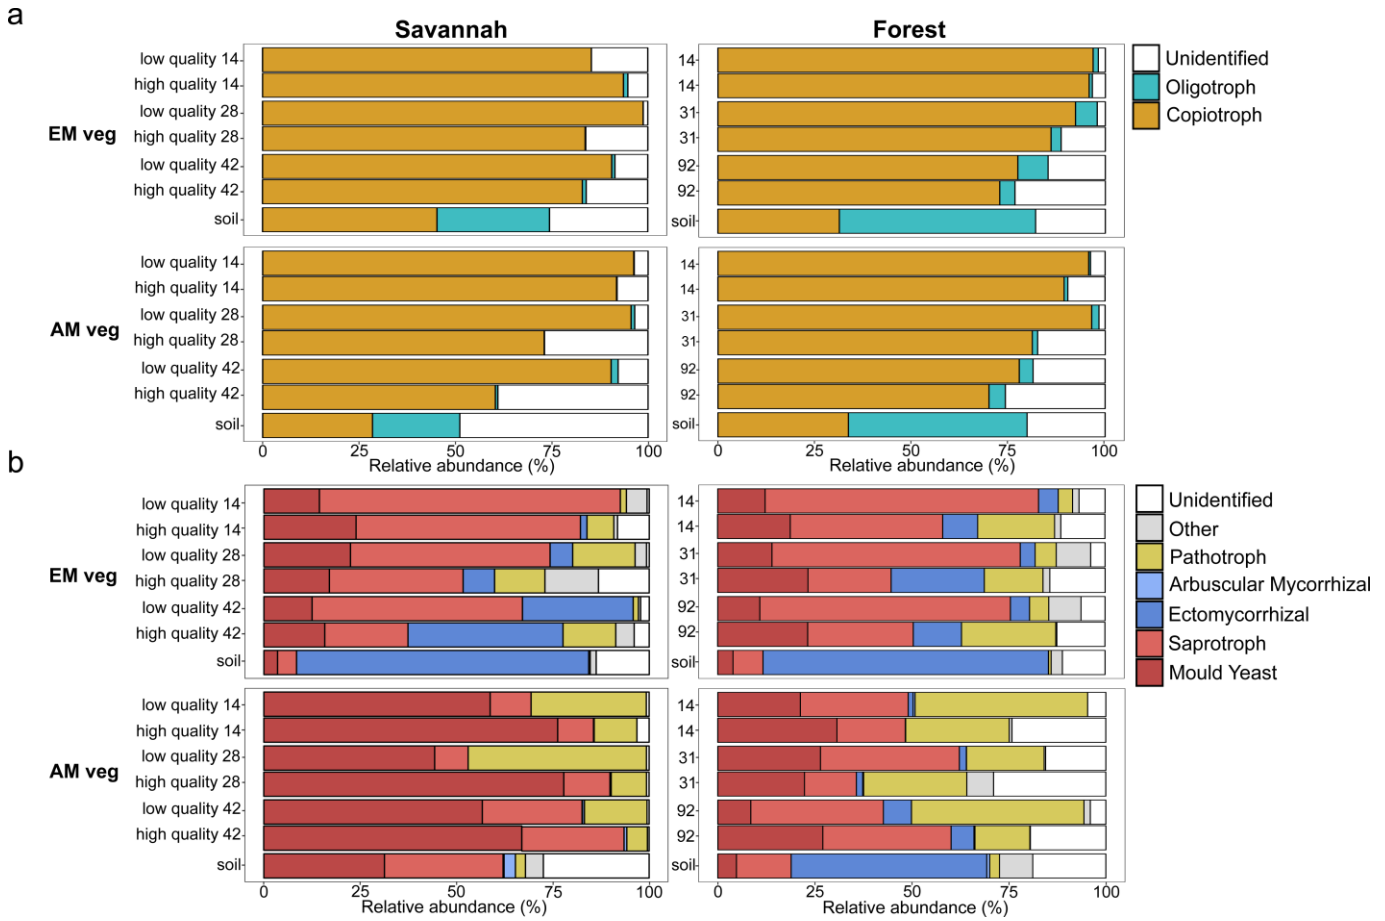 a
Savannah
Forest
EM veg
low quality 14
high quality 14
low quality 28
high quality 28
low quality 42
high quality 42
soil
14
14
31
31
92
92
soil
Unidentified
Oligotroph
Copiotroph
AM veg
low quality 14
high quality 14
low quality 28
high quality 28
low quality 42
high quality 42
soil
14
14
31
31
92
92
soil
0 25 50 75 100
Relative abundance (%)
0 25 50 75 100
Relative abundance (%)
b
EM veg
low quality 14
high quality 14
low quality 28
high quality 28
low quality 42
high quality 42
soil
14
14
31
31
92
92
soil
Unidentified
Other
Pathotroph
Arbuscular Mycorrhizal
Ectomycorrhizal
Saprotroph
Mould Yeast
AM veg
low quality 14
high quality 14
low quality 28
high quality 28
low quality 42
high quality 42
soil
14
14
31
31
92
92
soil
0 25 50 75 100
Relative abundance (%)
0 25 50 75 100
Relative abundance (%)